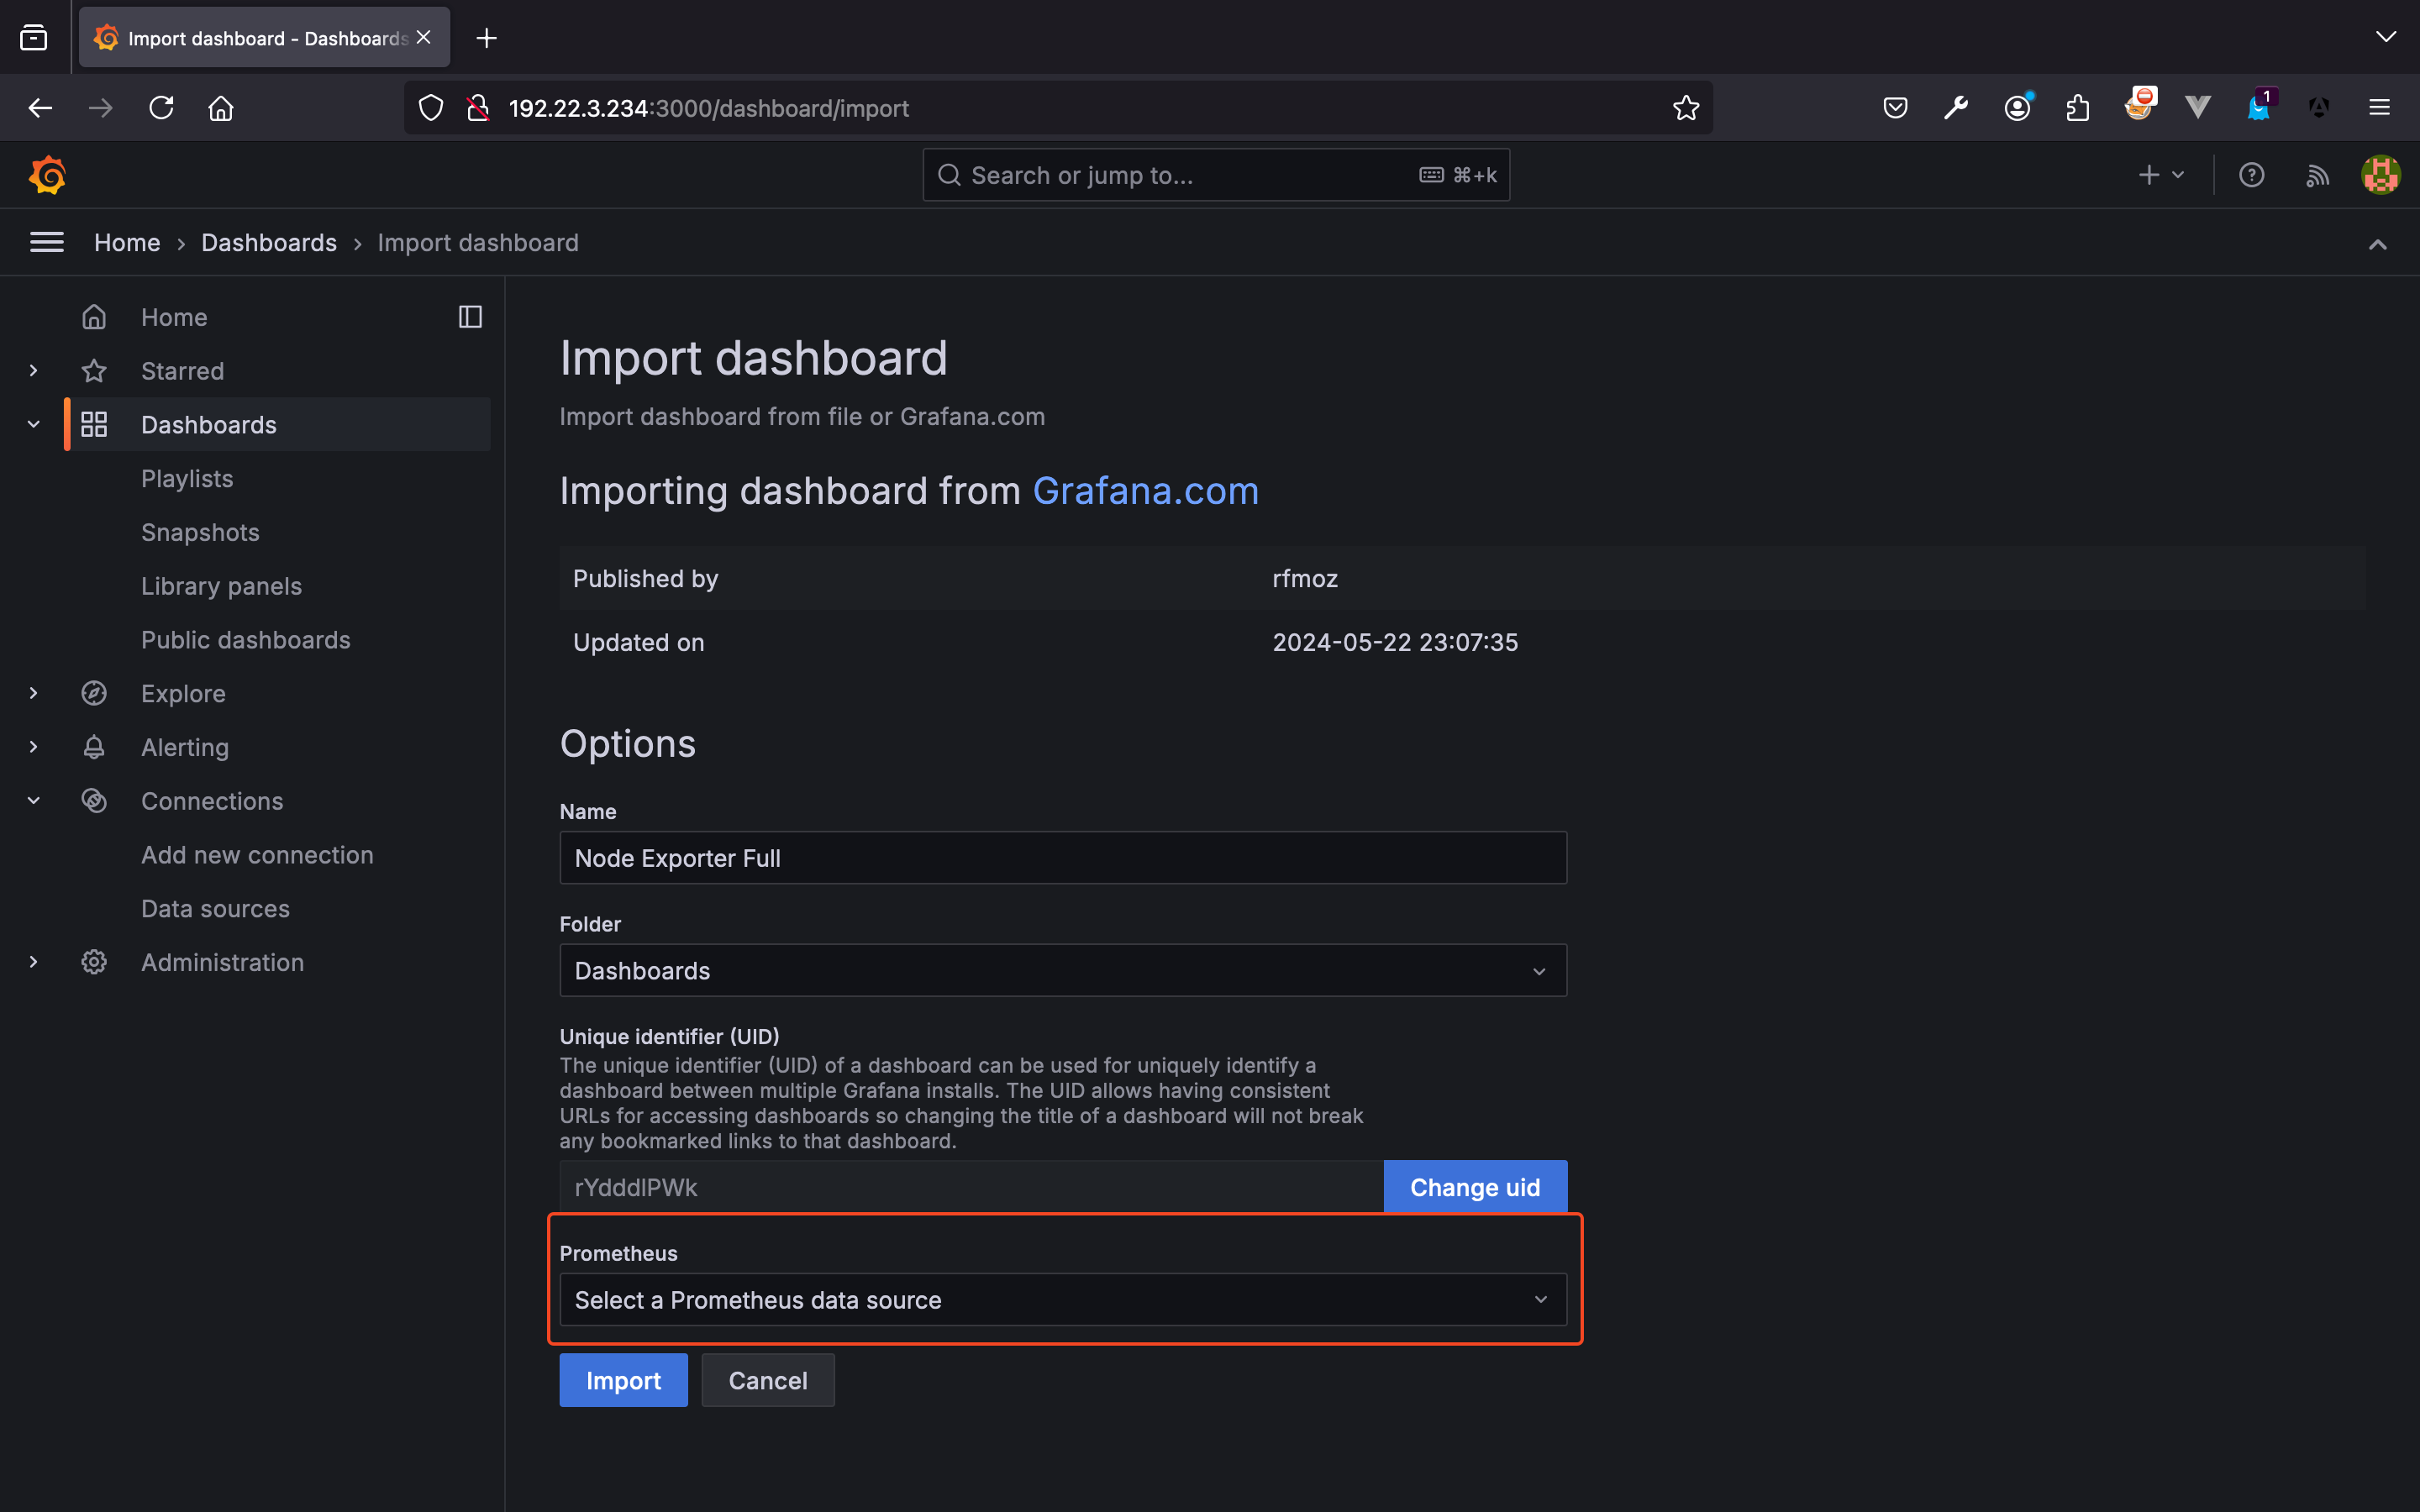 Import dashboard - Dashboards
192.22.3.234:3000/dashboard/import
1
Search or jump to...
⌘+k
Home › Dashboards › Import dashboard
Home
Starred
Dashboards
Playlists
Snapshots
Library panels
Public dashboards
Explore
Alerting
Connections
Add new connection
Data sources
Administration
Import dashboard
Import dashboard from file or Grafana.com
Importing dashboard from Grafana.com
Published by rfmoz
Updated on 2024-05-22 23:07:35
Options
Name
Node Exporter Full
Folder
Dashboards
Unique identifier (UID)
The unique identifier (UID) of a dashboard can be used for uniquely identify a
dashboard between multiple Grafana installs. The UID allows having consistent
URLs for accessing dashboards so changing the title of a dashboard will not break
any bookmarked links to that dashboard.
rYdddlPWk
Change uid
Prometheus
Select a Prometheus data source
Import
Cancel